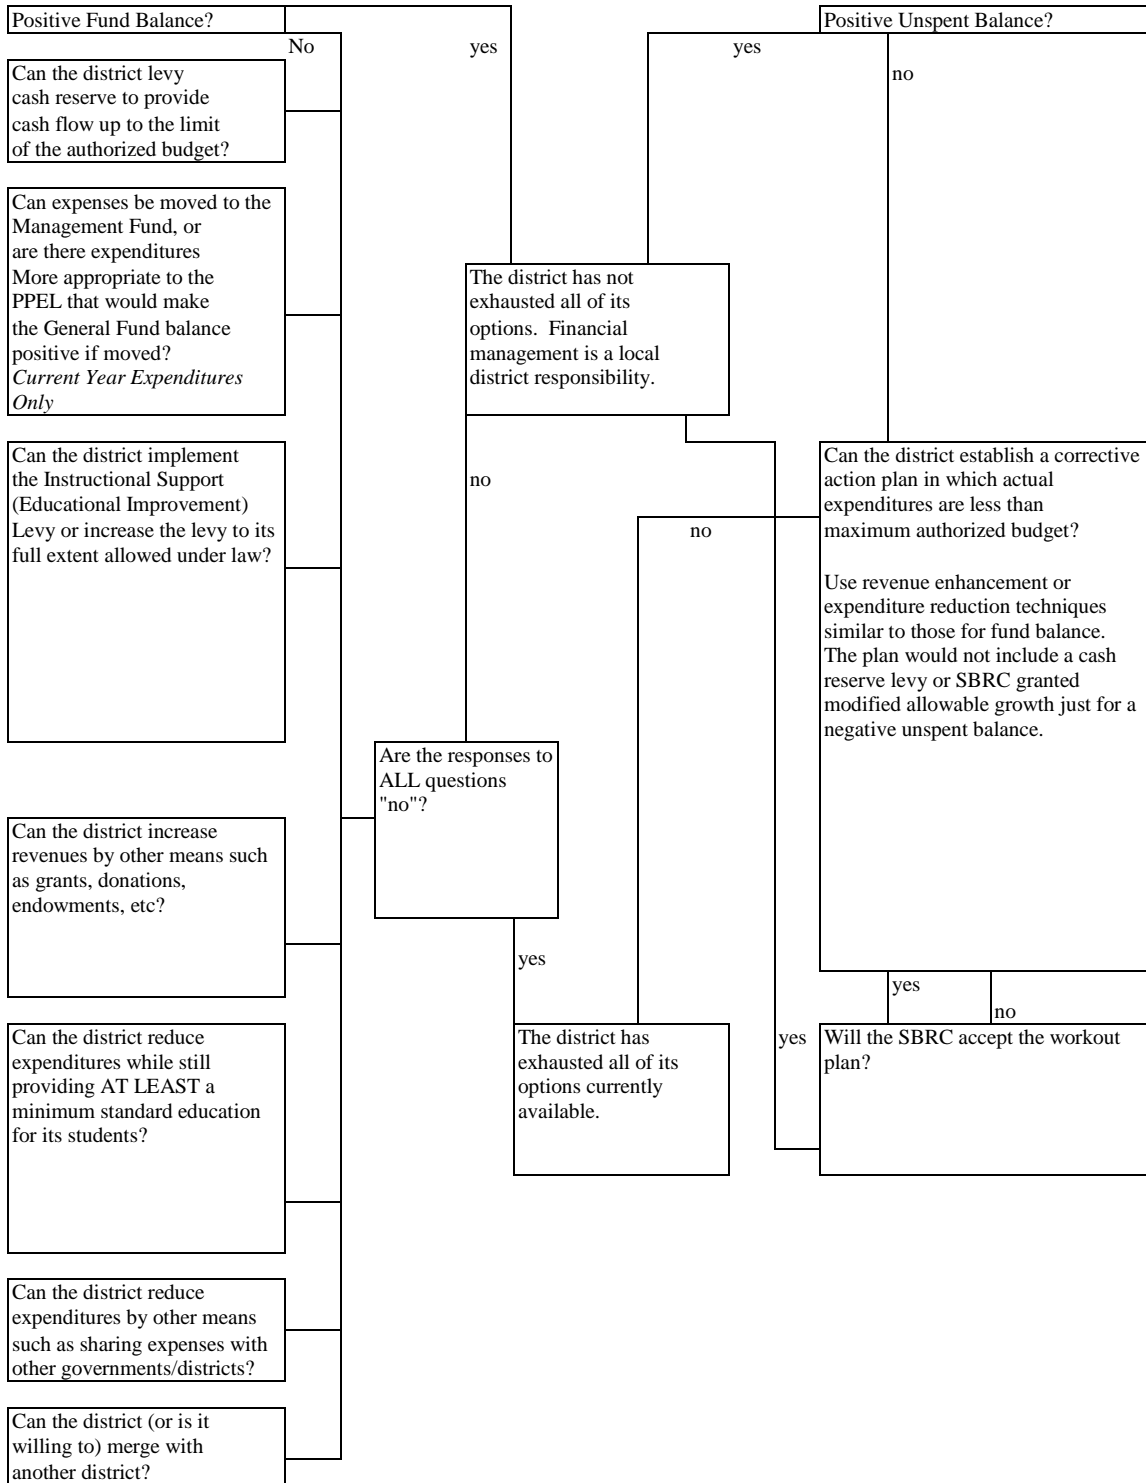 Positive Fund Balance?
Positive Unspent Balance?
No
yes
yes
no
Can the district levy
cash reserve to provide
cash flow up to the limit
of the authorized budget?
Can expenses be moved to the
Management Fund, or
are there expenditures
More appropriate to the
PPEL that would make
the General Fund balance
positive if moved?
Current Year Expenditures
Only
The district has not
exhausted all of its
options. Financial
management is a local
district responsibility.
Can the district implement
the Instructional Support
(Educational Improvement)
Levy or increase the levy to its
full extent allowed under law?
no
no
Can the district establish a corrective
action plan in which actual
expenditures are less than
maximum authorized budget?
Use revenue enhancement or
expenditure reduction techniques
similar to those for fund balance.
The plan would not include a cash
reserve levy or SBRC granted
modified allowable growth just for a
negative unspent balance.
Are the responses to
ALL questions
"no"?
Can the district increase
revenues by other means such
as grants, donations,
endowments, etc?
yes
yes
no
Can the district reduce
expenditures while still
providing AT LEAST a
minimum standard education
for its students?
The district has
exhausted all of its
options currently
available.
yes
Will the SBRC accept the workout
plan?
Can the district reduce
expenditures by other means
such as sharing expenses with
other governments/districts?
Can the district (or is it
willing to) merge with
another district?